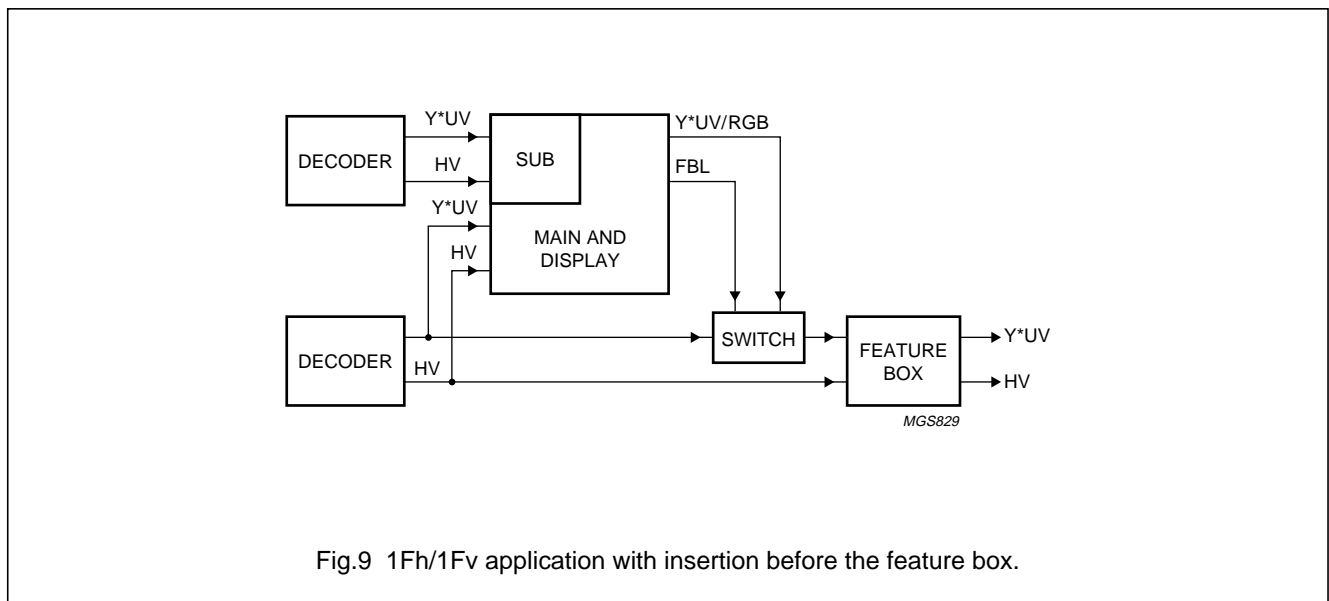 Y*UV
DECODER
HV
SUB
Y*UV/RGB
FBL
Y*UV
HV
MAIN AND
DISPLAY
DECODER
HV
SWITCH
FEATURE
BOX
Y*UV
HV
MGS829
Fig.9 1Fh/1Fv application with insertion before the feature box.